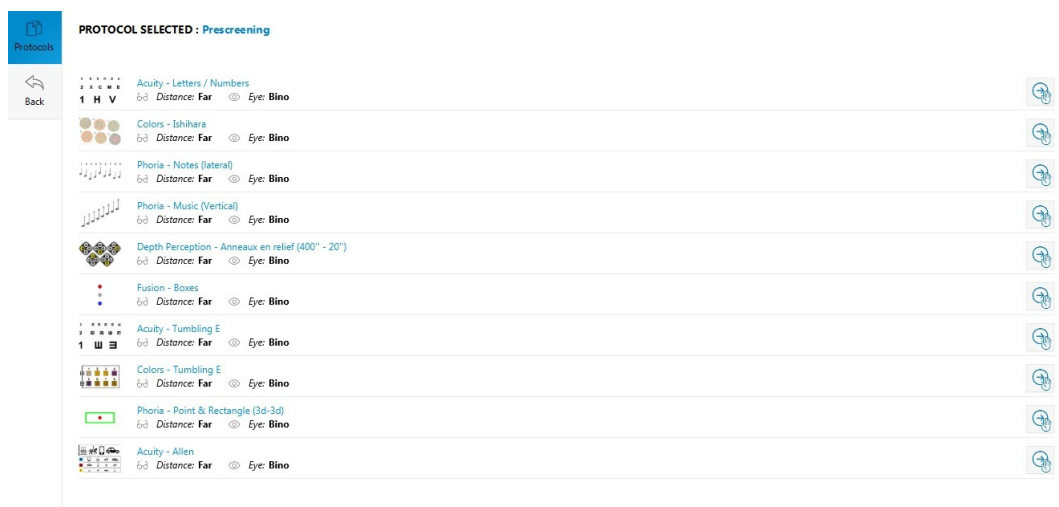 Protocols
Back
PROTOCOL SELECTED : Prescreening
Acuity - Letters / Numbers
Distance: Far Eye: Bino
Colors - Ishihara
Distance: Far Eye: Bino
Phoria - Notes (lateral)
Distance: Far Eye: Bino
Phoria - Music (Vertical)
Distance: Far Eye: Bino
Depth Perception - Anneaux en relief (400" - 20")
Distance: Far Eye: Bino
Fusion - Boxes
Distance: Far Eye: Bino
Acuity - Tumbling E
Distance: Far Eye: Bino
Colors - Tumbling E
Distance: Far Eye: Bino
Phoria - Point & Rectangle (3d-3d)
Distance: Far Eye: Bino
Acuity - Allen
Distance: Far Eye: Bino
1 H V